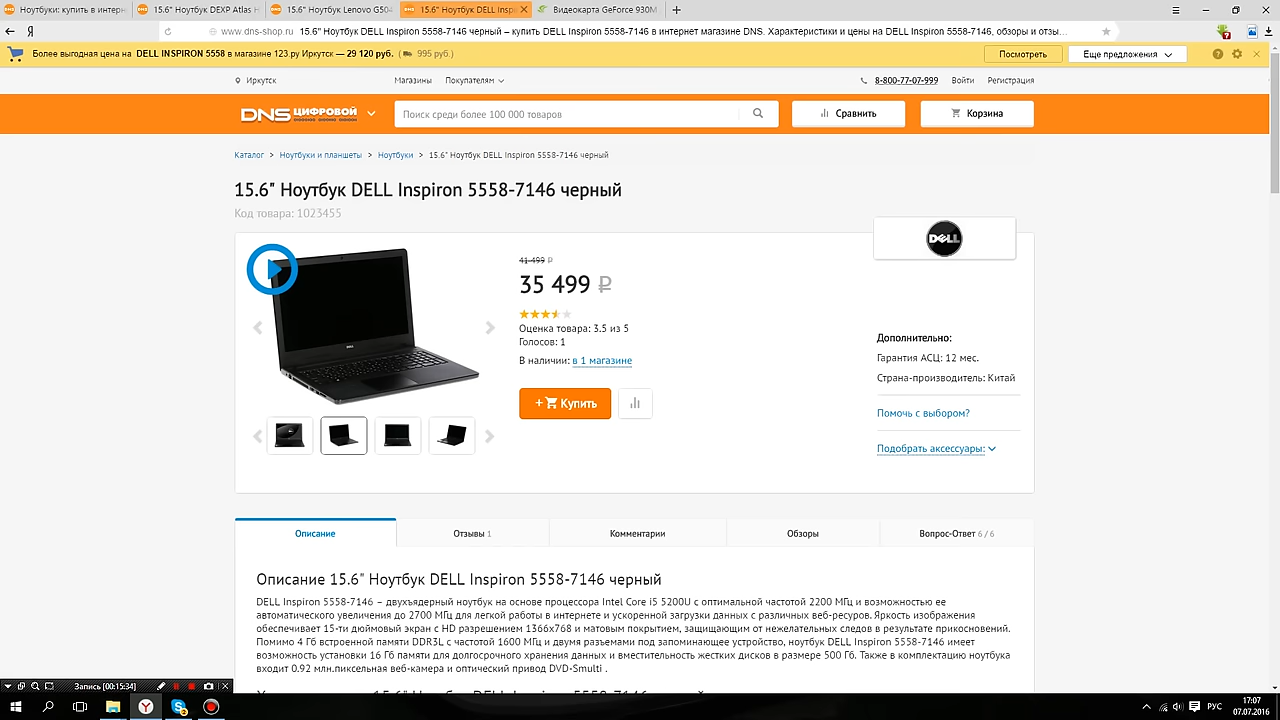 Ноутбуки: купить в интерн
15.6" Ноутбук DEXP Atlas H
15.6" Ноутбук Lenovo G504
15.6" Ноутбук DELL Inspi
Видеокарта GeForce 930M
www.dns-shop.ru 15.6" Ноутбук DELL Inspiron 5558-7146 черный – купить DELL Inspiron 5558-7146 в интернет магазине DNS. Характеристики и цены на DELL Inspiron 5558-7146, обзоры и отзы…
Более выгодная цена на DELL INSPIRON 5558 в магазине 123.ру Иркутск — 29 120 руб. ( 995 руб.)
Посмотреть
Еще предложения
Иркутск
Магазины
Покупателям
8-800-77-07-999
Войти
Регистрация
DNS ЦИФРОВОЙ
Поиск среди более 100 000 товаров
Сравнить
Корзина
Каталог > Ноутбуки и планшеты > Ноутбуки > 15.6" Ноутбук DELL Inspiron 5558-7146 черный
15.6" Ноутбук DELL Inspiron 5558-7146 черный
Код товара: 1023455
DELL
41 499 ₽
35 499 ₽
Оценка товара: 3.5 из 5
Голосов: 1
В наличии: в 1 магазине
+ Купить
Дополнительно:
Гарантия АСЦ: 12 мес.
Страна-производитель: Китай
Помочь с выбором?
Подобрать аксессуары:
Описание
Отзывы 1
Комментарии
Обзоры
Вопрос-Ответ 6 / 6
Описание 15.6" Ноутбук DELL Inspiron 5558-7146 черный
DELL Inspiron 5558-7146 – двухъядерный ноутбук на основе процессора Intel Core i5 5200U с оптимальной частотой 2200 МГц и возможностью ее
автоматического увеличения до 2700 МГц для легкой работы в интернете и ускоренной загрузки данных с различных веб-ресуров. Яркость изображения
обеспечивает 15-ти дюймовый экран с HD разрешением 1366x768 и матовым покрытием, защищающим от нежелательных следов в результате прикосновений.
Помимо 4 Гб встроенной памяти DDR3L с частотой 1600 МГц и двумя разъемами под запоминающее устройство, ноутбук DELL Inspiron 5558-7146 имеет
возможность установки 16 Гб памяти для долгосрочного хранения данных и вместительность жестких дисков в размере 500 Гб. Также в комплектацию ноутбука
входит 0.92 млн.пиксельная веб-камера и оптический привод DVD-Smulti .
Запись [00:15:34]
РУС
17:07
07.07.2016